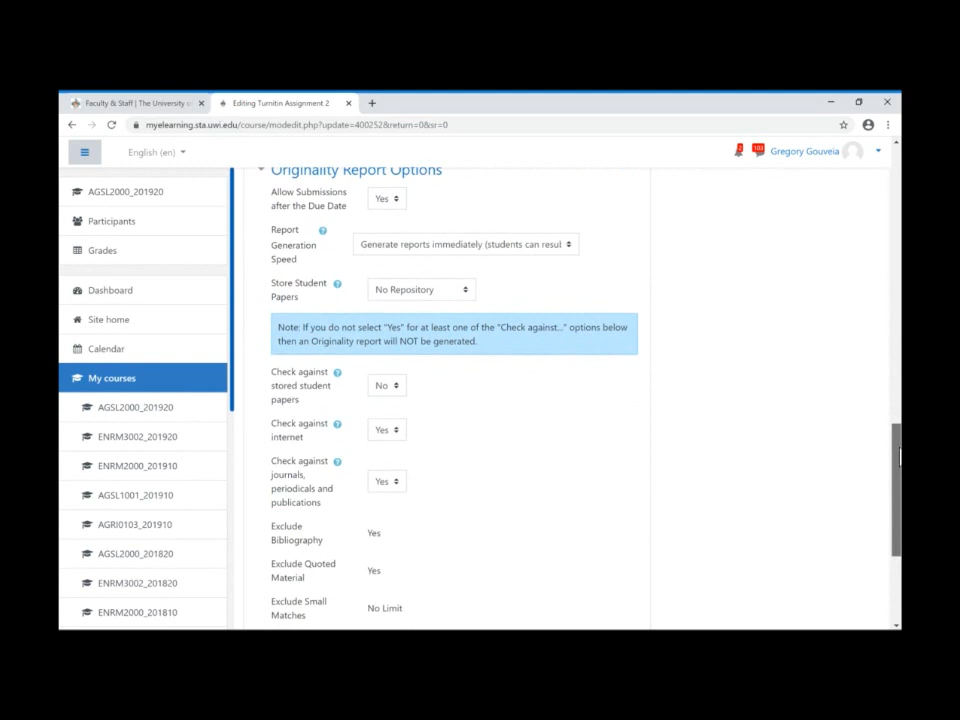 Faculty & Staff | The University o
Editing Turnitin Assignment 2
myelearning.sta.uwi.edu/course/modedit.php?update=400252&return=0&sr=0
English (en)
2
103
Gregory Gouveia
AGSL2000_201920
Participants
Grades
Dashboard
Site home
Calendar
My courses
AGSL2000_201920
ENRM3002_201920
ENRM2000_201910
AGSL1001_201910
AGRI0103_201910
AGSL2000_201820
ENRM3002_201820
ENRM2000_201810
Originality Report Options
Allow Submissions
after the Due Date
Yes
Report
Generation
Speed
Generate reports immediately (students can resul
Store Student
Papers
No Repository
Note: If you do not select "Yes" for at least one of the "Check against..." options below
then an Originality report will NOT be generated.
Check against
stored student
papers
No
Check against
internet
Yes
Check against
journals,
periodicals and
publications
Yes
Exclude
Bibliography
Yes
Exclude Quoted
Material
Yes
Exclude Small
Matches
No Limit